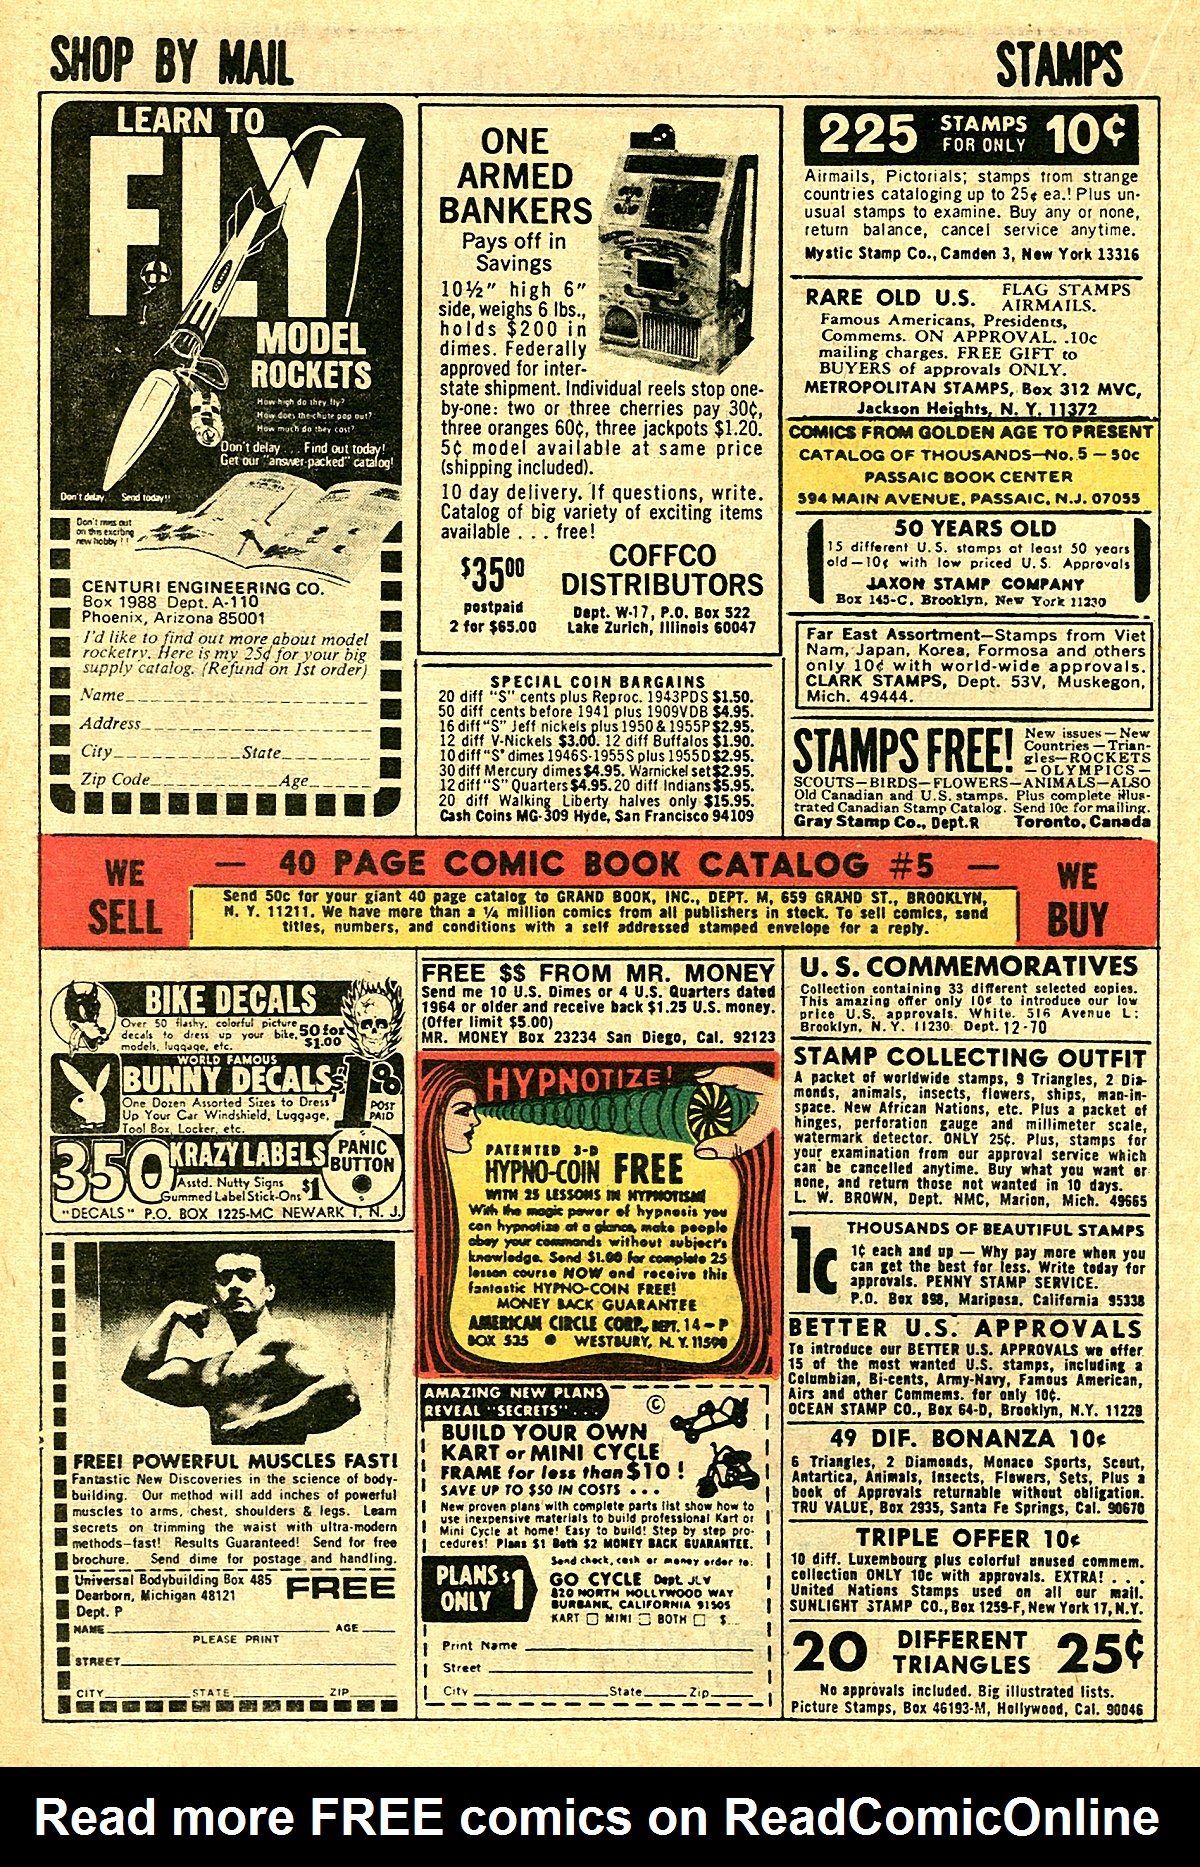 SHOP BY MAIL
STAMPS
LEARN TO
FLY
MODEL
ROCKETS
How high do they fly?
How does the chute pop out?
How much do they cost?
Don't delay . . . Find out today!
Get our "answer-packed" catalog!
Don't delay. Send today!!
Don't miss out
on this exciting
new hobby!!
CENTURI ENGINEERING CO.
Box 1988 Dept. A-110
Phoenix, Arizona 85001
I'd like to find out more about model
rocketry. Here is my 25¢ for your big
supply catalog. (Refund on 1st order)
Name
Address
City State
Zip Code Age
ONE
ARMED
BANKERS
Pays off in
Savings
10½" high 6"
side, weighs 6 lbs.,
holds $200 in
dimes. Federally
approved for inter-
state shipment. Individual reels stop one-
by-one: two or three cherries pay 30¢,
three oranges 60¢, three jackpots $1.20.
5¢ model available at same price
(shipping included).
10 day delivery. If questions, write.
Catalog of big variety of exciting items
available . . . free!
$35.00
postpaid
2 for $65.00
COFFCO
DISTRIBUTORS
Dept. W-17, P.O. Box 522
Lake Zurich, Illinois 60047
SPECIAL COIN BARGAINS
20 diff "S" cents plus Reproc. 1943PDS $1.50.
50 diff cents before 1941 plus 1909VDB $4.95.
16 diff "S" Jeff nickels plus 1950 & 1955P $2.95.
12 diff V-Nickels $3.00. 12 diff Buffalos $1.90.
10 diff "S" dimes 1946S-1955S plus 1955D $2.95.
30 diff Mercury dimes $4.95. Warnickel set $2.95.
12 diff "S" Quarters $4.95. 20 diff Indians $5.95.
20 diff Walking Liberty halves only $15.95.
Cash Coins MG-309 Hyde, San Francisco 94109
225 STAMPS FOR ONLY 10¢
Airmails, Pictorials; stamps from strange
countries cataloging up to 25¢ ea.! Plus un-
usual stamps to examine. Buy any or none,
return balance, cancel service anytime.
Mystic Stamp Co., Camden 3, New York 13316
RARE OLD U.S. FLAG STAMPS
AIRMAILS.
Famous Americans, Presidents,
Commems. ON APPROVAL. .10c
mailing charges. FREE GIFT to
BUYERS of approvals ONLY.
METROPOLITAN STAMPS, Box 312 MVC,
Jackson Heights, N. Y. 11372
COMICS FROM GOLDEN AGE TO PRESENT
CATALOG OF THOUSANDS—No. 5 — 50c
PASSAIC BOOK CENTER
594 MAIN AVENUE, PASSAIC, N.J. 07055
50 YEARS OLD
15 different U.S. stamps at least 50 years
old—10¢ with low priced U.S. Approvals
JAXON STAMP COMPANY
Box 145-C, Brooklyn, New York 11230
Far East Assortment—Stamps from Viet
Nam, Japan, Korea, Formosa and others
only 10¢ with world-wide approvals.
CLARK STAMPS, Dept. 53V, Muskegon,
Mich. 49444.
STAMPS FREE! New issues — New
Countries — Trian-
gles—ROCKETS
—OLYMPICS—
SCOUTS—BIRDS—FLOWERS—ANIMALS—ALSO
Old Canadian and U.S. stamps. Plus complete illus-
trated Canadian Stamp Catalog. Send 10c for mailing.
Gray Stamp Co., Dept. R Toronto, Canada
WE
SELL
— 40 PAGE COMIC BOOK CATALOG #5 —
Send 50c for your giant 40 page catalog to GRAND BOOK, INC., DEPT. M, 659 GRAND ST., BROOKLYN,
N. Y. 11211. We have more than a ¼ million comics from all publishers in stock. To sell comics, send
titles, numbers, and conditions with a self addressed stamped envelope for a reply.
WE
BUY
BIKE DECALS
Over 50 flashy, colorful picture
decals to dress up your bike,
models, luggage, etc.
50 for
$1.00
WORLD FAMOUS
BUNNY DECALS
One Dozen Assorted Sizes to Dress
Up Your Car Windshield, Luggage,
Tool Box, Locker, etc.
$1.00
POST
PAID
350 KRAZY LABELS
Asstd. Nutty Signs
Gummed Label Stick-Ons $1
PANIC
BUTTON
"DECALS" P.O. BOX 1225-MC NEWARK 1, N. J.
FREE! POWERFUL MUSCLES FAST!
Fantastic New Discoveries in the science of body-
building. Our method will add inches of powerful
muscles to arms, chest, shoulders & legs. Learn
secrets on trimming the waist with ultra-modern
methods—fast! Results Guaranteed! Send for free
brochure. Send dime for postage and handling.
Universal Bodybuilding Box 485
Dearborn, Michigan 48121
Dept. P
FREE
NAME AGE
PLEASE PRINT
STREET
CITY STATE ZIP
FREE $$ FROM MR. MONEY
Send me 10 U.S. Dimes or 4 U.S. Quarters dated
1964 or older and receive back $1.25 U.S. money.
(Offer limit $5.00)
MR. MONEY Box 23234 San Diego, Cal. 92123
HYPNOTIZE!
PATENTED 3-D
HYPNO-COIN FREE
WITH 25 LESSONS IN HYPNOTISM!
With the magic power of hypnosis you
can hypnotize at a glance, make people
obey your commands without subject's
knowledge. Send $1.00 for complete 25
lesson course NOW and receive this
fantastic HYPNO-COIN FREE!
MONEY BACK GUARANTEE
AMERICAN CIRCLE CORP., DEPT. 14-P
BOX 535 • WESTBURY, N. Y. 11590
AMAZING NEW PLANS
REVEAL "SECRETS" . . .
©
BUILD YOUR OWN
KART or MINI CYCLE
FRAME for less than $10!
SAVE UP TO $50 IN COSTS . . .
New proven plans with complete parts list show how to
use inexpensive materials to build professional Kart or
Mini Cycle at home! Easy to build! Step by step pro-
cedures! Plans $1 Both $2 MONEY BACK GUARANTEE.
PLANS $1
ONLY
Send check, cash or money order to:
GO CYCLE Dept. JLV
820 NORTH HOLLYWOOD WAY
BURBANK, CALIFORNIA 91505
KART MINI BOTH $
Print Name
Street
City State Zip
U. S. COMMEMORATIVES
Collection containing 33 different selected copies.
This amazing offer only 10¢ to introduce our low
price U.S. approvals. White. 516 Avenue L;
Brooklyn, N. Y. 11230 Dept. 12-70
STAMP COLLECTING OUTFIT
A packet of worldwide stamps, 9 Triangles, 2 Dia-
monds, animals, insects, flowers, ships, man-in-
space. New African Nations, etc. Plus a packet of
hinges, perforation gauge and millimeter scale,
watermark detector. ONLY 25¢. Plus, stamps for
your examination from our approval service which
can be cancelled anytime. Buy what you want or
none, and return those not wanted in 10 days.
L. W. BROWN, Dept. NMC, Marion, Mich. 49665
1c THOUSANDS OF BEAUTIFUL STAMPS
1¢ each and up — Why pay more when you
can get the best for less. Write today for
approvals. PENNY STAMP SERVICE.
P.O. Box 898, Mariposa, California 95338
BETTER U.S. APPROVALS
To introduce our BETTER U.S. APPROVALS we offer
15 of the most wanted U.S. stamps, including a
Columbian, Bi-cents, Army-Navy, Famous American,
Airs and other Commems. for only 10¢.
OCEAN STAMP CO., Box 64-D, Brooklyn, N.Y. 11229
49 DIF. BONANZA 10¢
6 Triangles, 2 Diamonds, Monaco Sports, Scout,
Antartica, Animals, Insects, Flowers, Sets, Plus a
book of Approvals returnable without obligation.
TRU VALUE, Box 2935, Santa Fe Springs, Cal. 90670
TRIPLE OFFER 10¢
10 diff. Luxembourg plus colorful unused commem.
collection ONLY 10c with approvals. EXTRA! . . .
United Nations Stamps used on all our mail.
SUNLIGHT STAMP CO., Box 1259-F, New York 17, N.Y.
20 DIFFERENT TRIANGLES 25¢
No approvals included. Big illustrated lists.
Picture Stamps, Box 46193-M, Hollywood, Cal. 90046
Read more FREE comics on ReadComicOnline